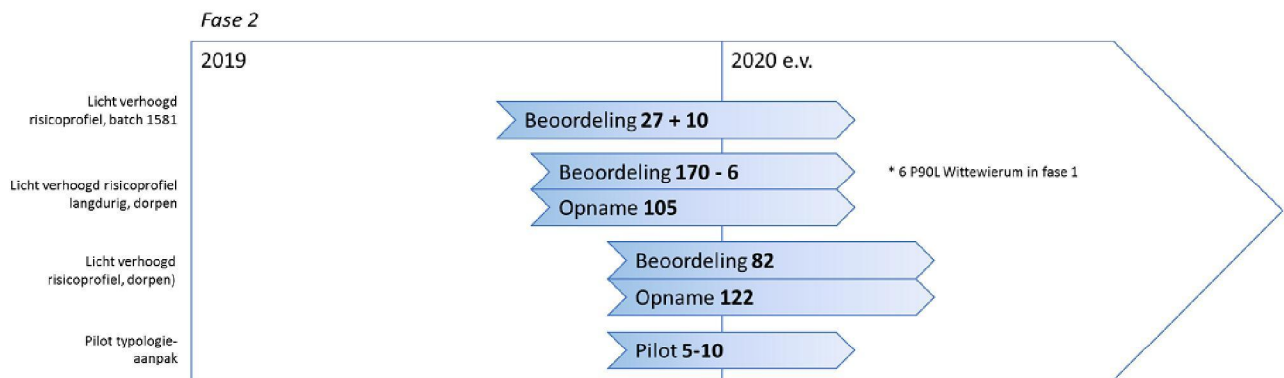 Fase 2
2019
2020 e.v.
Licht verhoogd
risicoprofiel, batch 1581
Beoordeling 27 + 10
Licht verhoogd risicoprofiel
langdurig, dorpen
Beoordeling 170 - 6
* 6 P90L Wittewierum in fase 1
Opname 105
Licht verhoogd
risicoprofiel, dorpen)
Beoordeling 82
Opname 122
Pilot typologie-
aanpak
Pilot 5-10